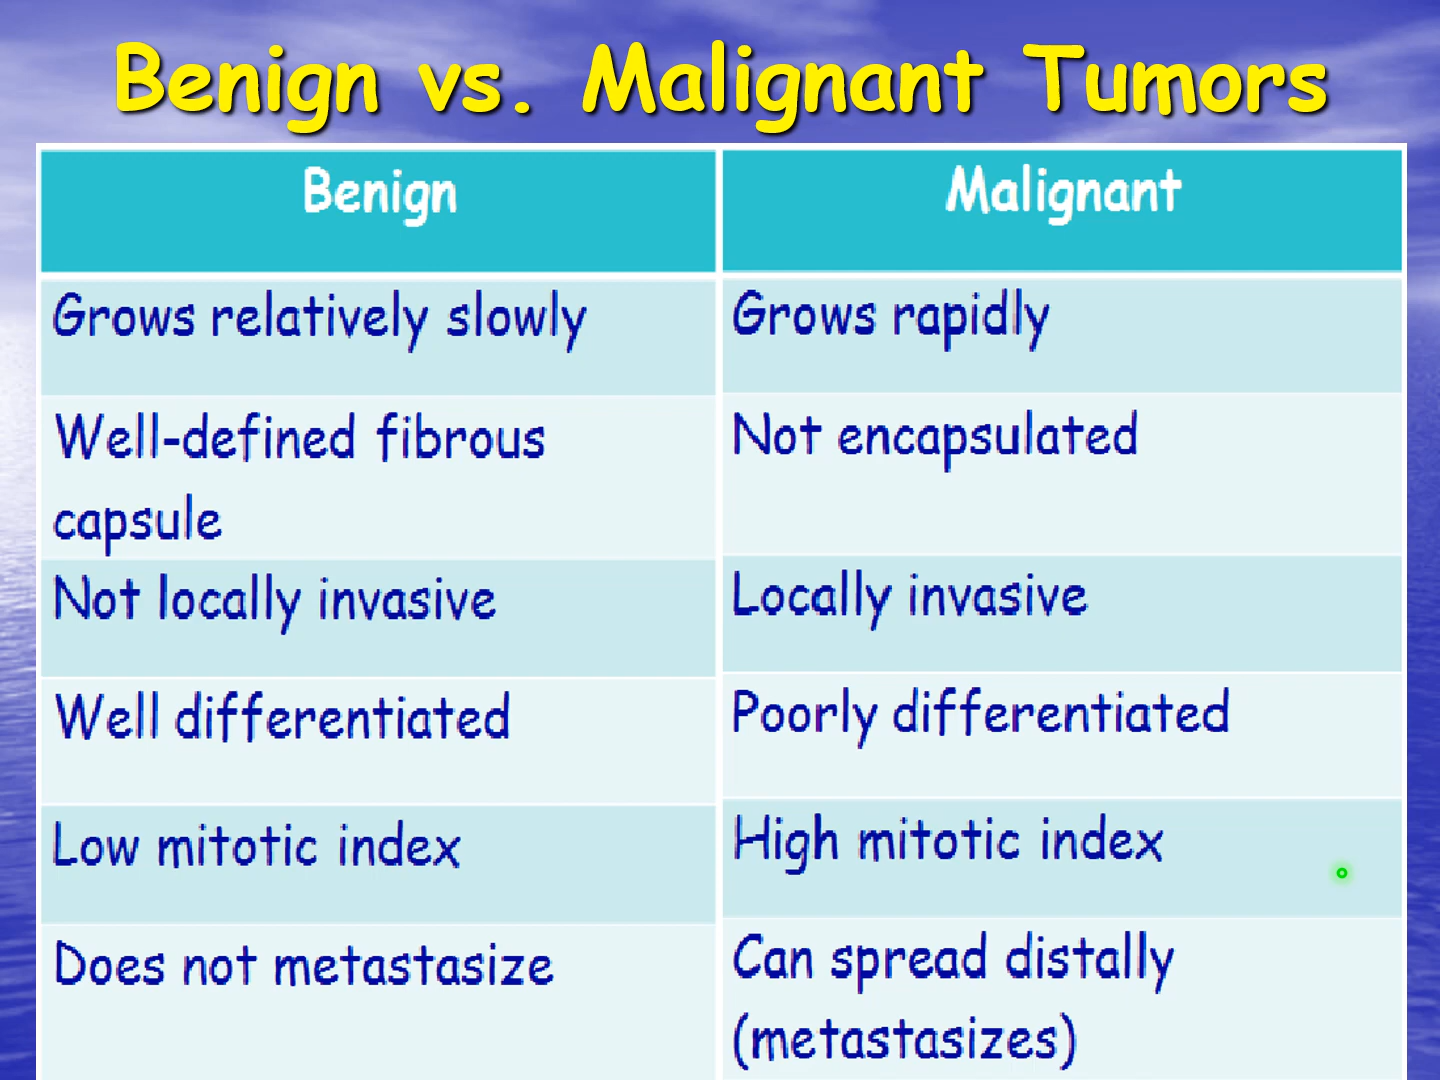 Benign vs. Malignant Tumors
Benign
Malignant
Grows relatively slowly
Grows rapidly
Well-defined fibrous
capsule
Not encapsulated
Not locally invasive
Locally invasive
Well differentiated
Poorly differentiated
Low mitotic index
High mitotic index
Does not metastasize
Can spread distally
(metastasizes)